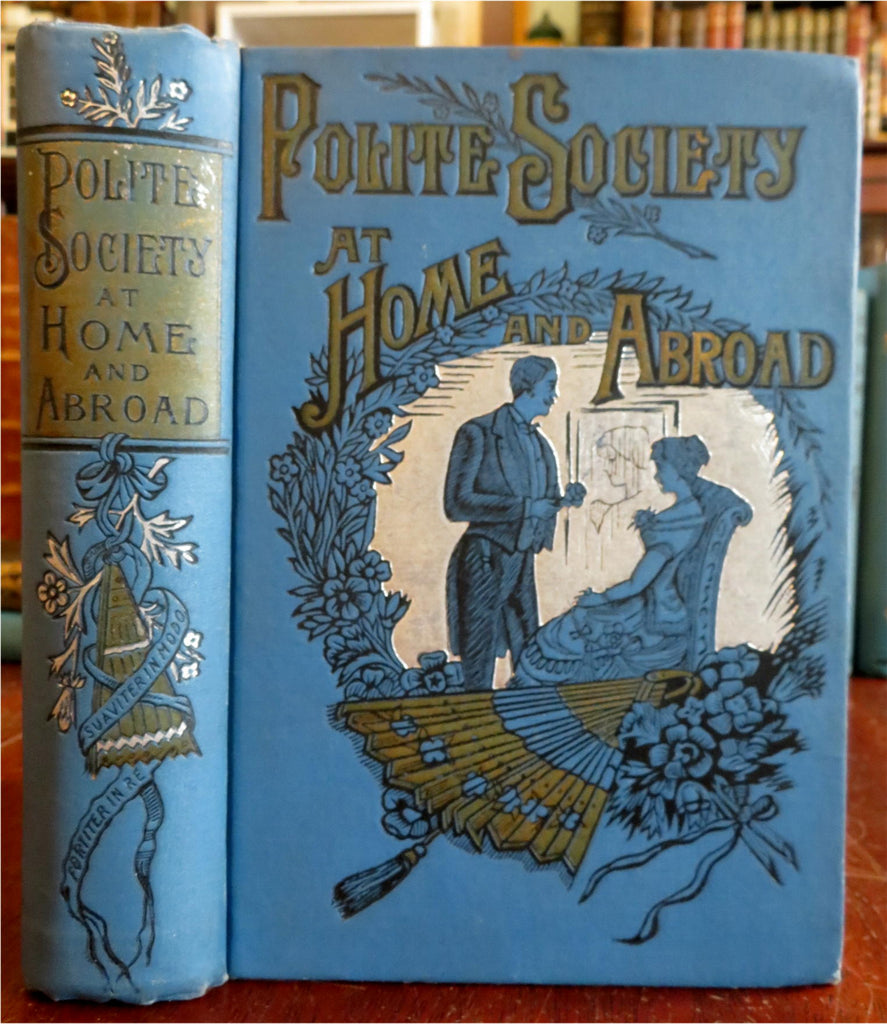 POLITE
SOCIETY
AT
HOME
AND
ABROAD
SUAVITER IN MODO
FORTITER IN RE
POLITE SOCIETY
AT
HOME
AND ABROAD